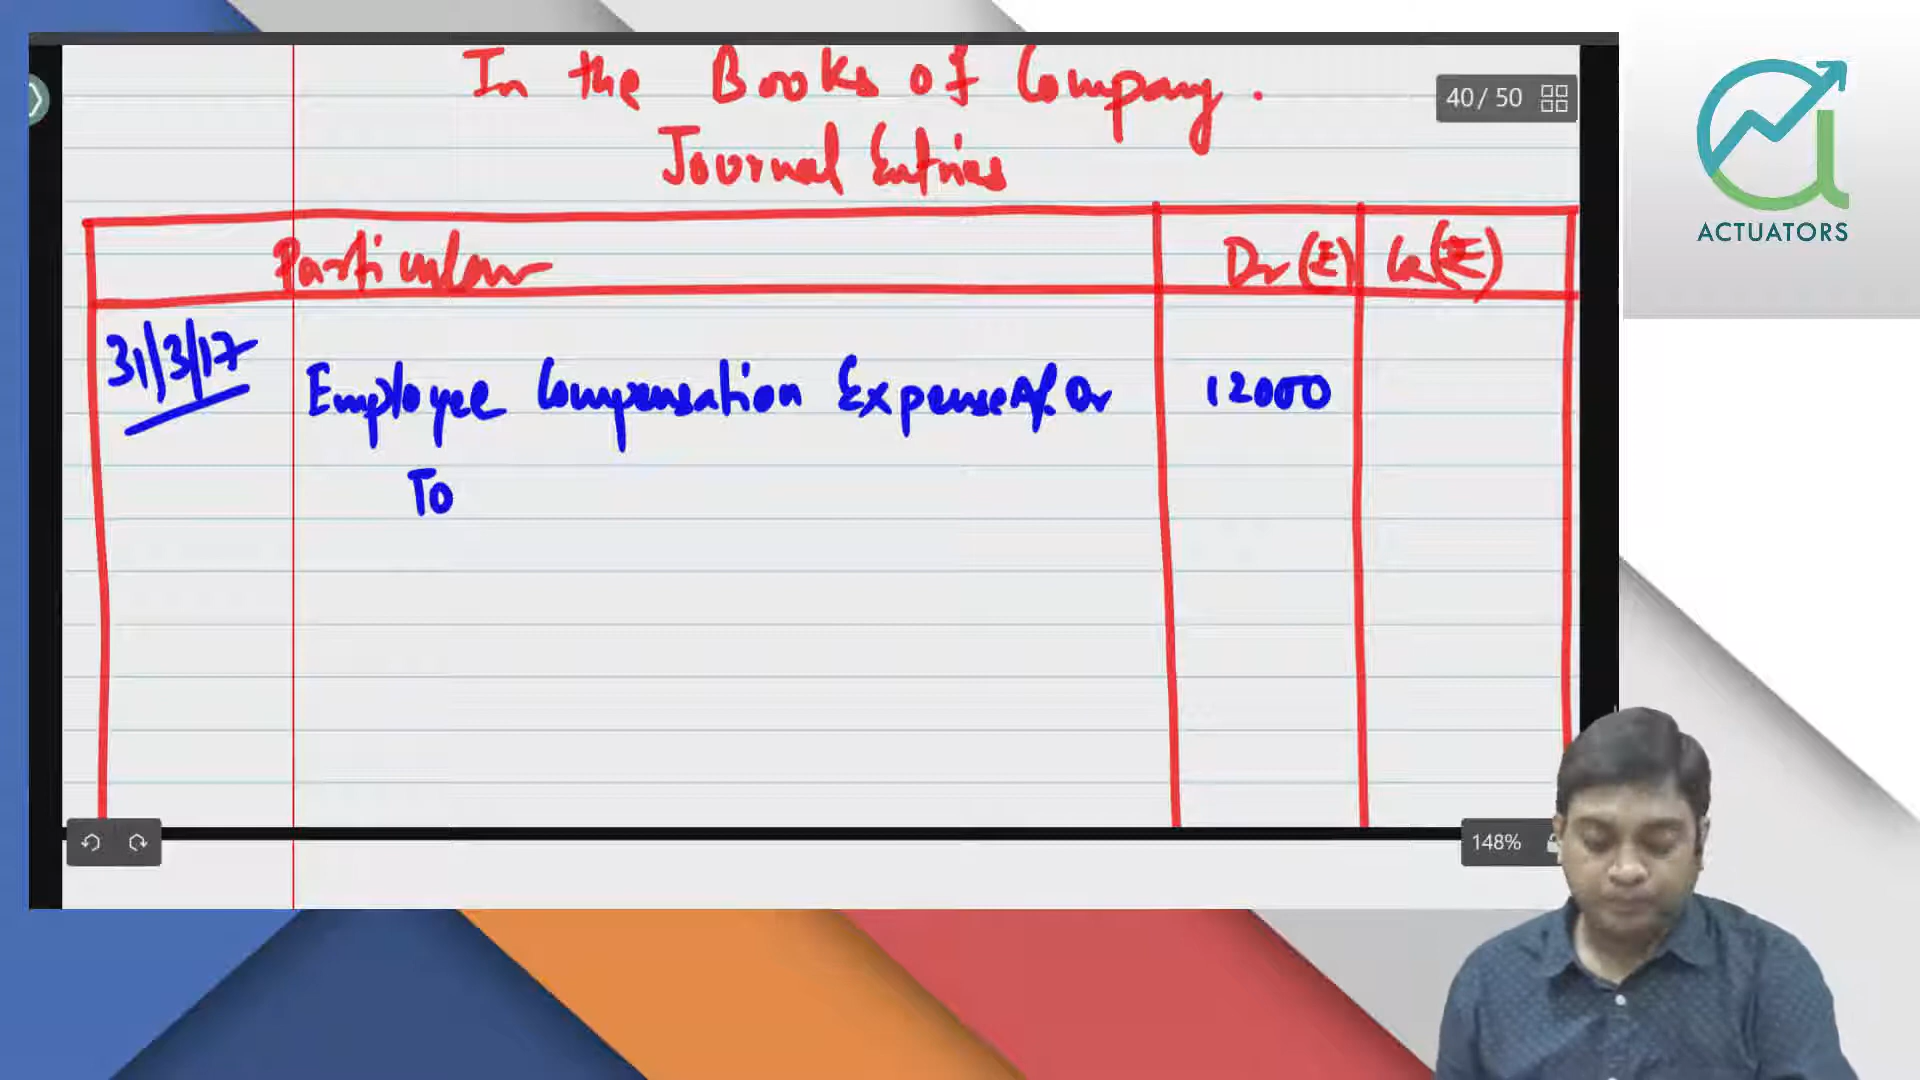 In the Books of Company.
40 / 50
Journal Entries
ACTUATORS
Particular Dr (₹) Cr (₹)
31/3/17
Employee Compensation Expense A/c Dr 12000
To
148%